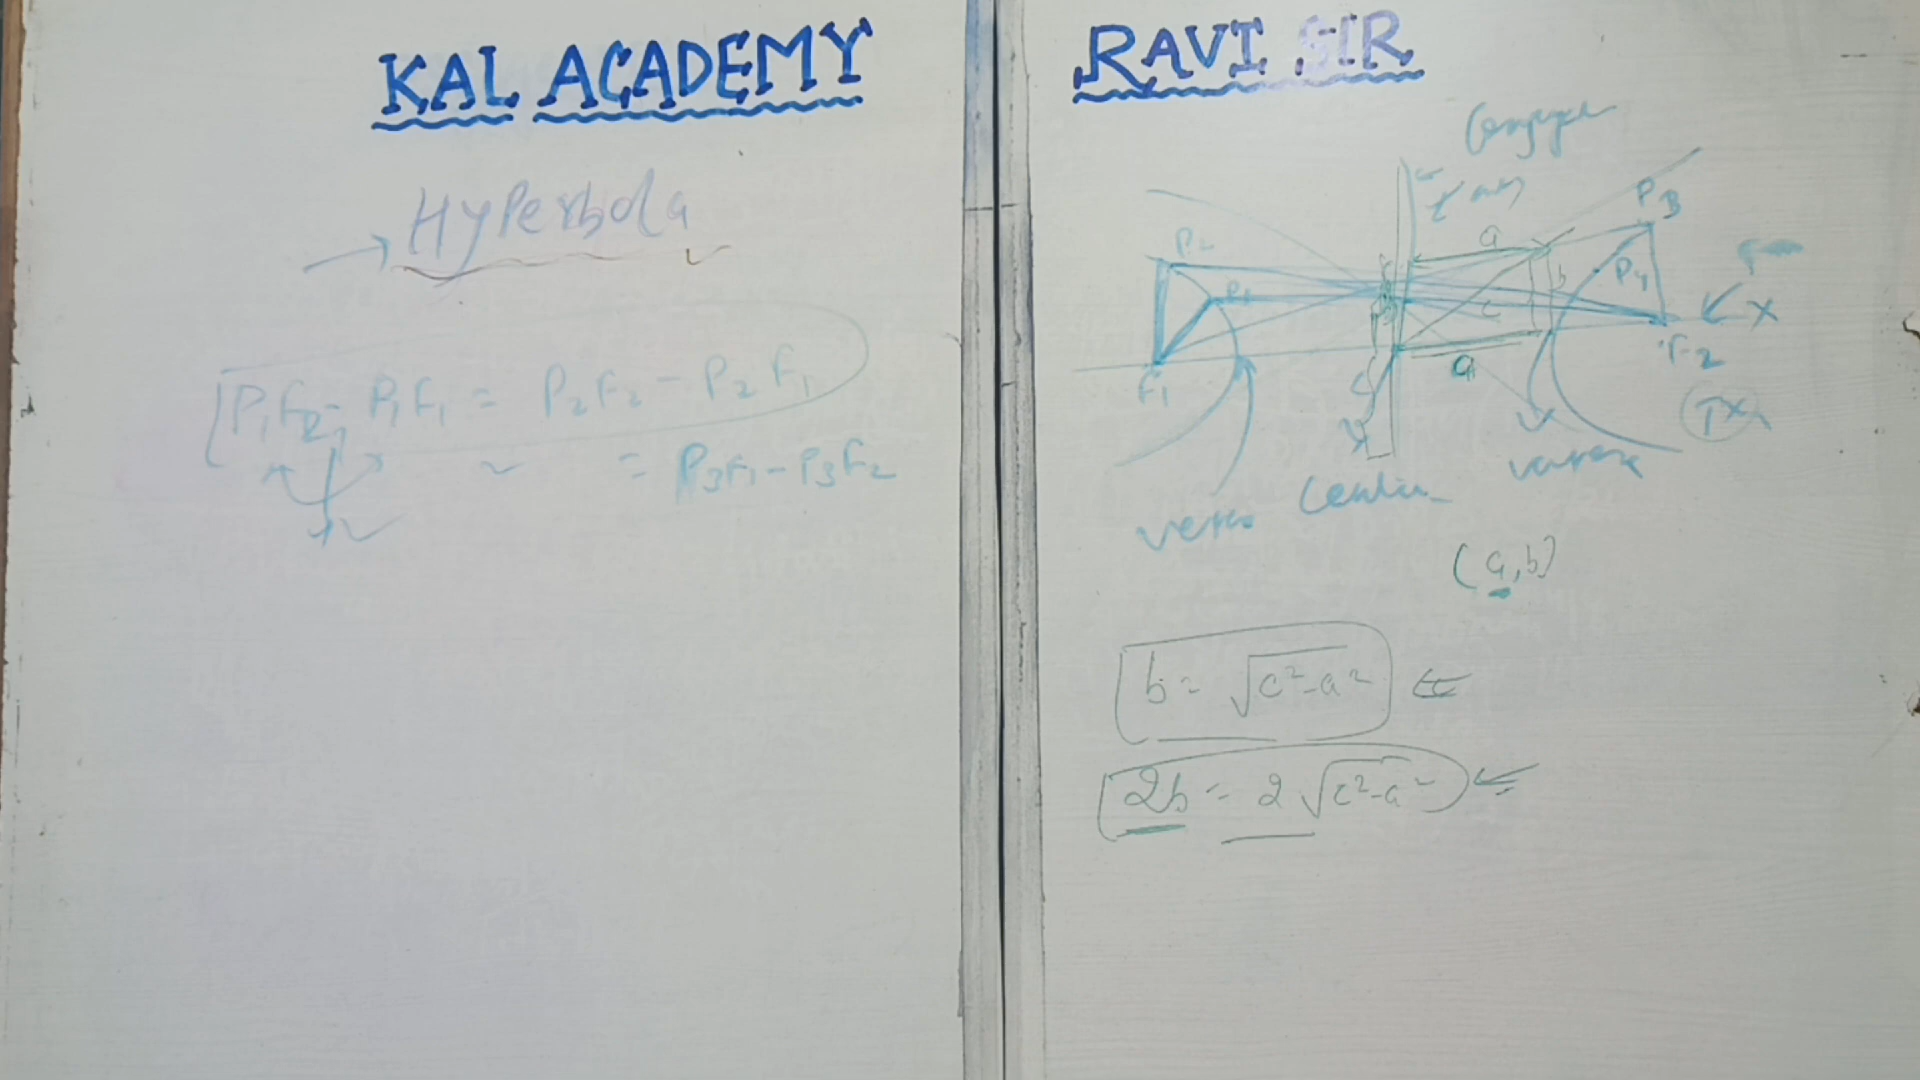 KAL ACADEMY
Hyperbola
P₁F₂ - P₁F₁ = P₂F₂ - P₂F₁
= P₃F₁ - P₃F₂
RAVI SIR
P₃
a
P₂
P₄
P₁
b
c
X
F₁
a
F₂
c
(a,b)
b = √c²-a²
2b = 2√c²-a²